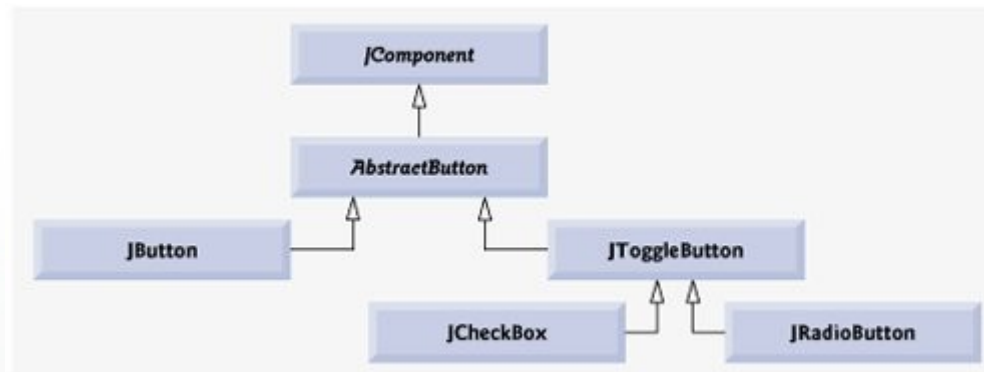 JComponent
AbstractButton
JButton
JToggleButton
JCheckBox
JRadioButton